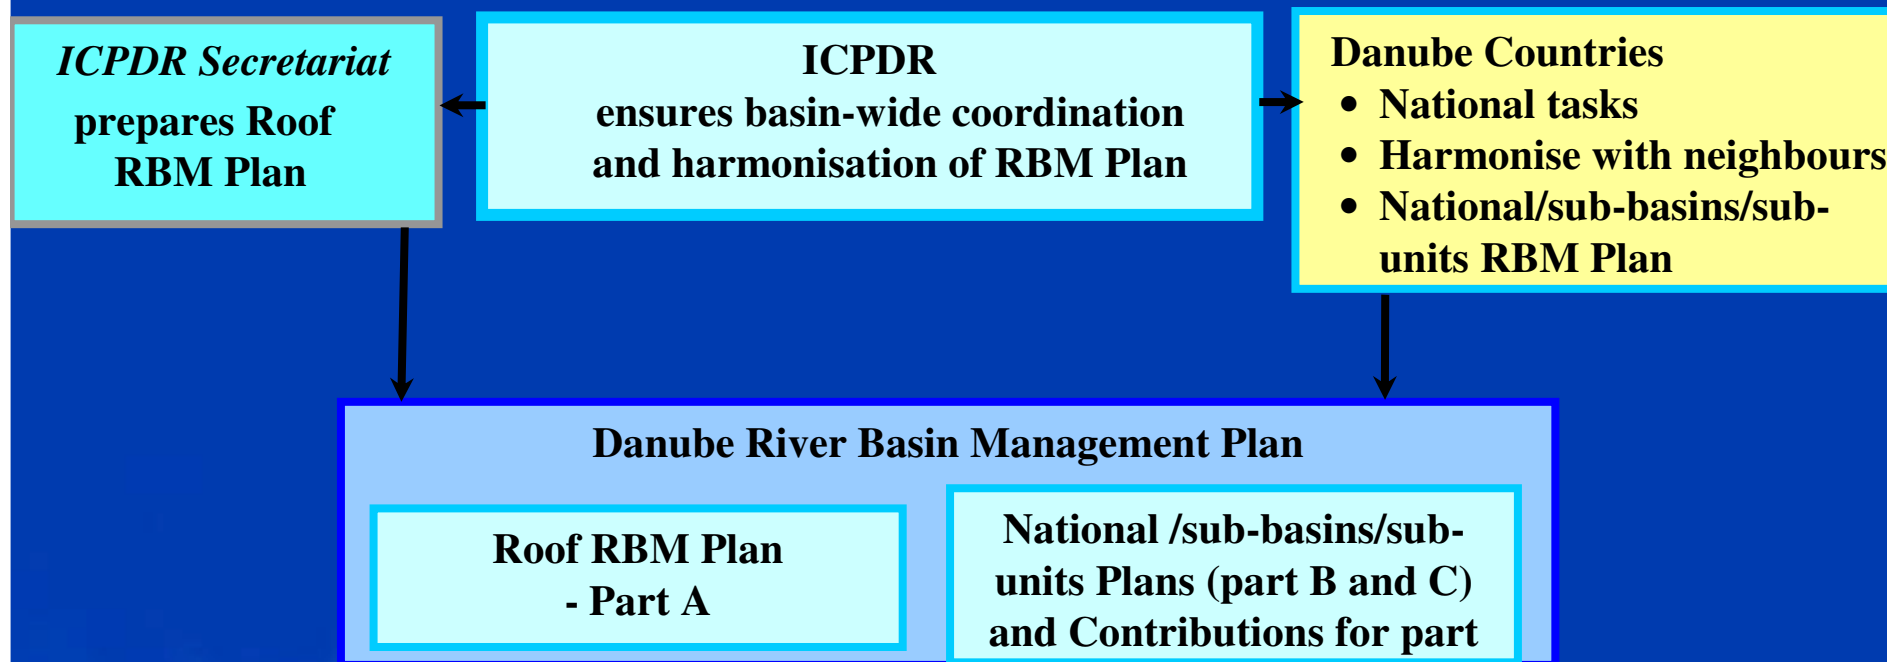 ICPDR Secretariat
prepares Roof
RBM Plan
ICPDR
ensures basin-wide coordination
and harmonisation of RBM Plan
Danube Countries
• National tasks
• Harmonise with neighbours
• National/sub-basins/sub-
units RBM Plan
Danube River Basin Management Plan
Roof RBM Plan
- Part A
National /sub-basins/sub-
units Plans (part B and C)
and Contributions for part